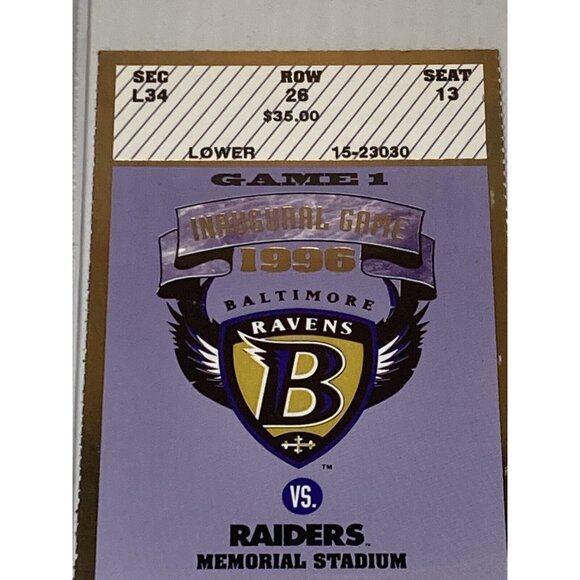 SEC ROW SEAT
L34 26 13
$35.00
LOWER 15-23030
GAME 1
INAUGURAL GAME
1996
BALTIMORE
RAVENS
B
™
VS.
RAIDERS™
MEMORIAL STADIUM